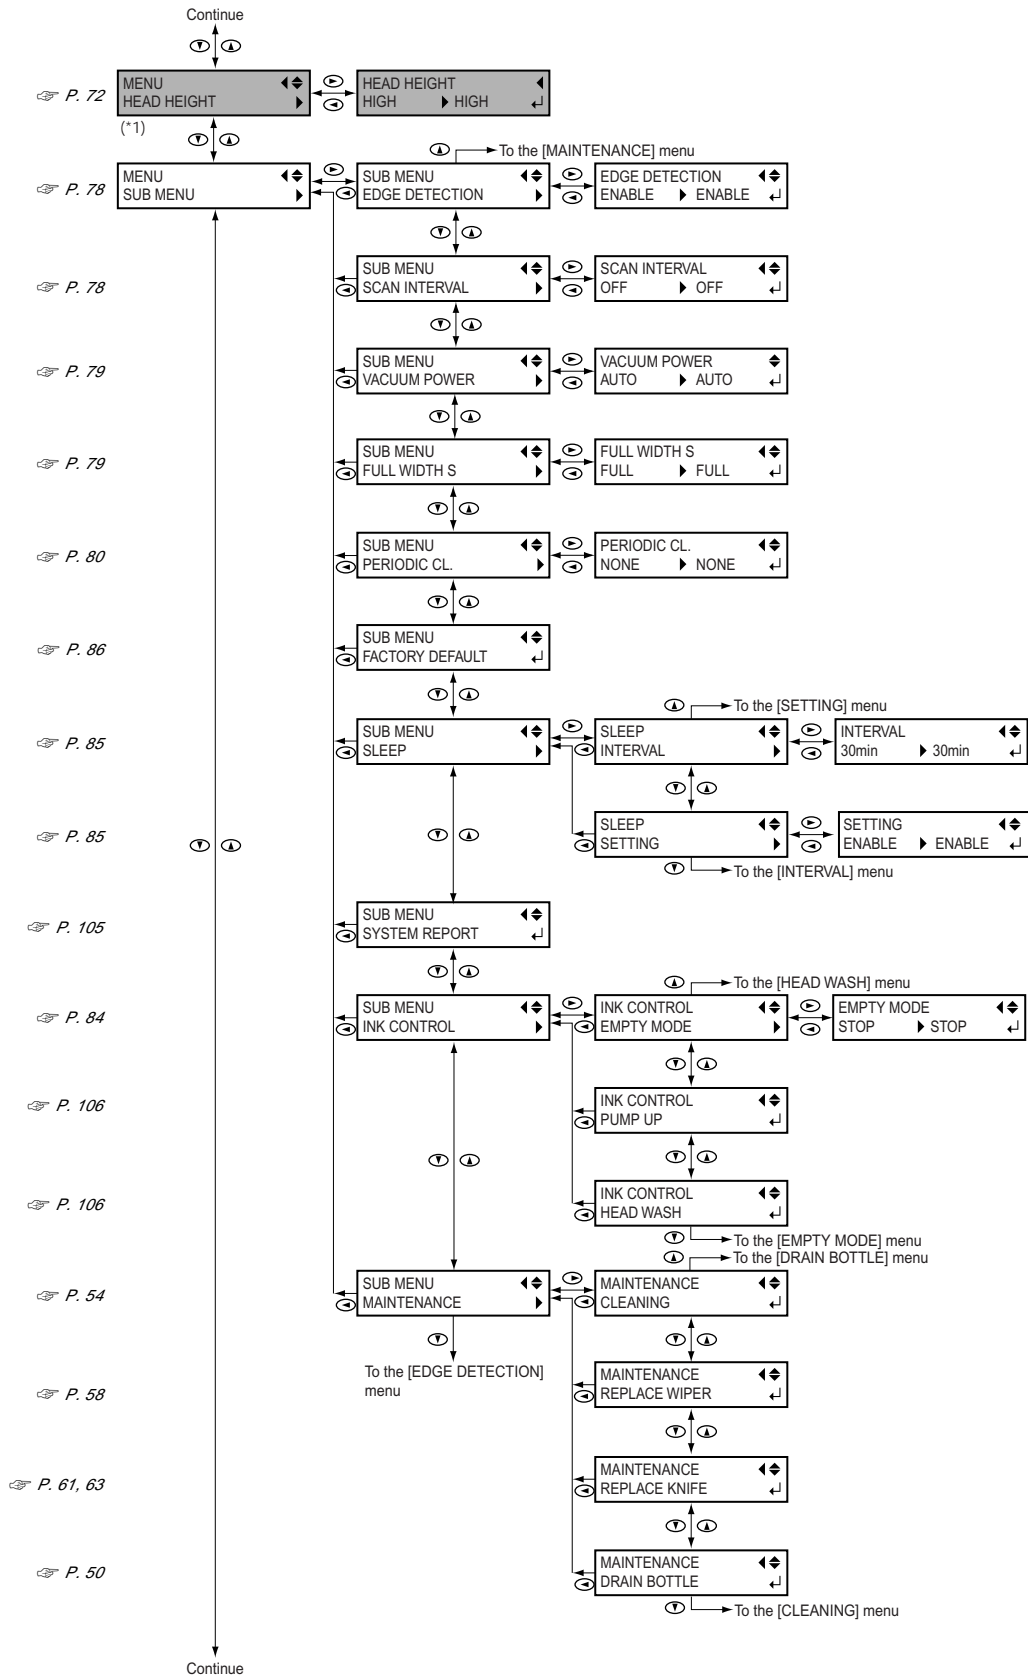 Continue
P. 72
MENU
HEAD HEIGHT
HEAD HEIGHT
HIGH HIGH
(*1)
To the [MAINTENANCE] menu
P. 78
MENU
SUB MENU
SUB MENU
EDGE DETECTION
EDGE DETECTION
ENABLE ENABLE
P. 78
SUB MENU
SCAN INTERVAL
SCAN INTERVAL
OFF OFF
P. 79
SUB MENU
VACUUM POWER
VACUUM POWER
AUTO AUTO
P. 79
SUB MENU
FULL WIDTH S
FULL WIDTH S
FULL FULL
P. 80
SUB MENU
PERIODIC CL.
PERIODIC CL.
NONE NONE
P. 86
SUB MENU
FACTORY DEFAULT
To the [SETTING] menu
P. 85
SUB MENU
SLEEP
SLEEP
INTERVAL
INTERVAL
30min 30min
P. 85
SLEEP
SETTING
SETTING
ENABLE ENABLE
To the [INTERVAL] menu
P. 105
SUB MENU
SYSTEM REPORT
To the [HEAD WASH] menu
P. 84
SUB MENU
INK CONTROL
INK CONTROL
EMPTY MODE
EMPTY MODE
STOP STOP
P. 106
INK CONTROL
PUMP UP
P. 106
INK CONTROL
HEAD WASH
To the [EMPTY MODE] menu
To the [DRAIN BOTTLE] menu
P. 54
SUB MENU
MAINTENANCE
MAINTENANCE
CLEANING
To the [EDGE DETECTION]
menu
P. 58
MAINTENANCE
REPLACE WIPER
P. 61, 63
MAINTENANCE
REPLACE KNIFE
P. 50
MAINTENANCE
DRAIN BOTTLE
To the [CLEANING] menu
Continue